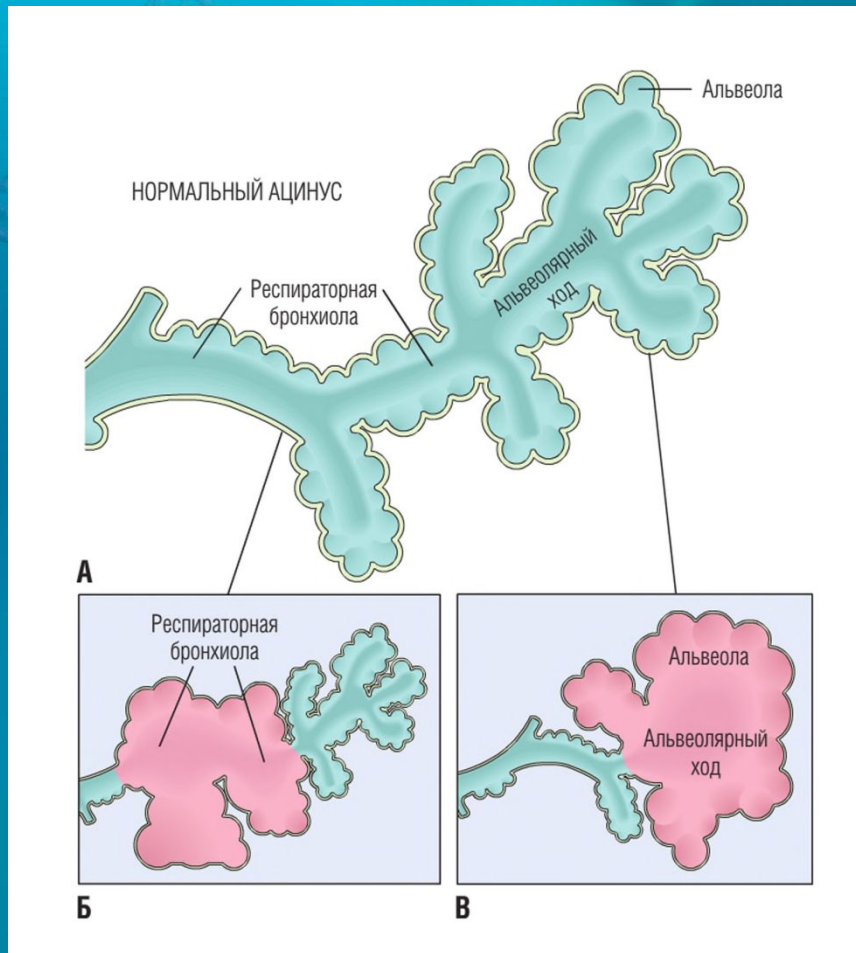 Альвеола
НОРМАЛЬНЫЙ АЦИНУС
Респираторная
бронхиола
Альвеолярный
ход
А
Респираторная
бронхиола
Б
Альвеола
Альвеолярный
ход
В